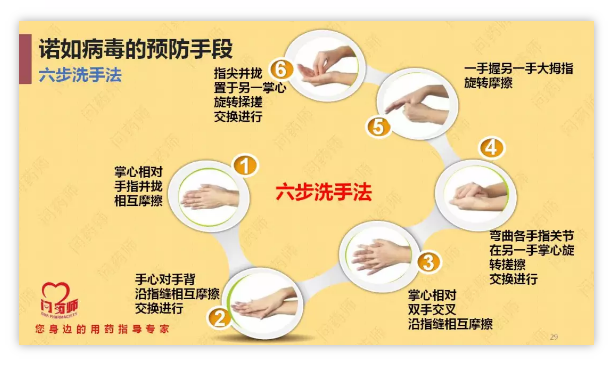 诺如病毒的预防手段
六步洗手法
6
指尖并拢
置于另一掌心
旋转揉搓
交换进行
一手握另一手大拇指
旋转摩擦
5
4
1
掌心相对
手指并拢
相互摩擦
六步洗手法
弯曲各手指关节
在另一手掌心旋
转搓擦
交换进行
3
手心对手背
沿指缝相互摩擦
交换进行
2
掌心相对
双手交叉
沿指缝相互摩擦
问药师
您身边的用药指导专家
29